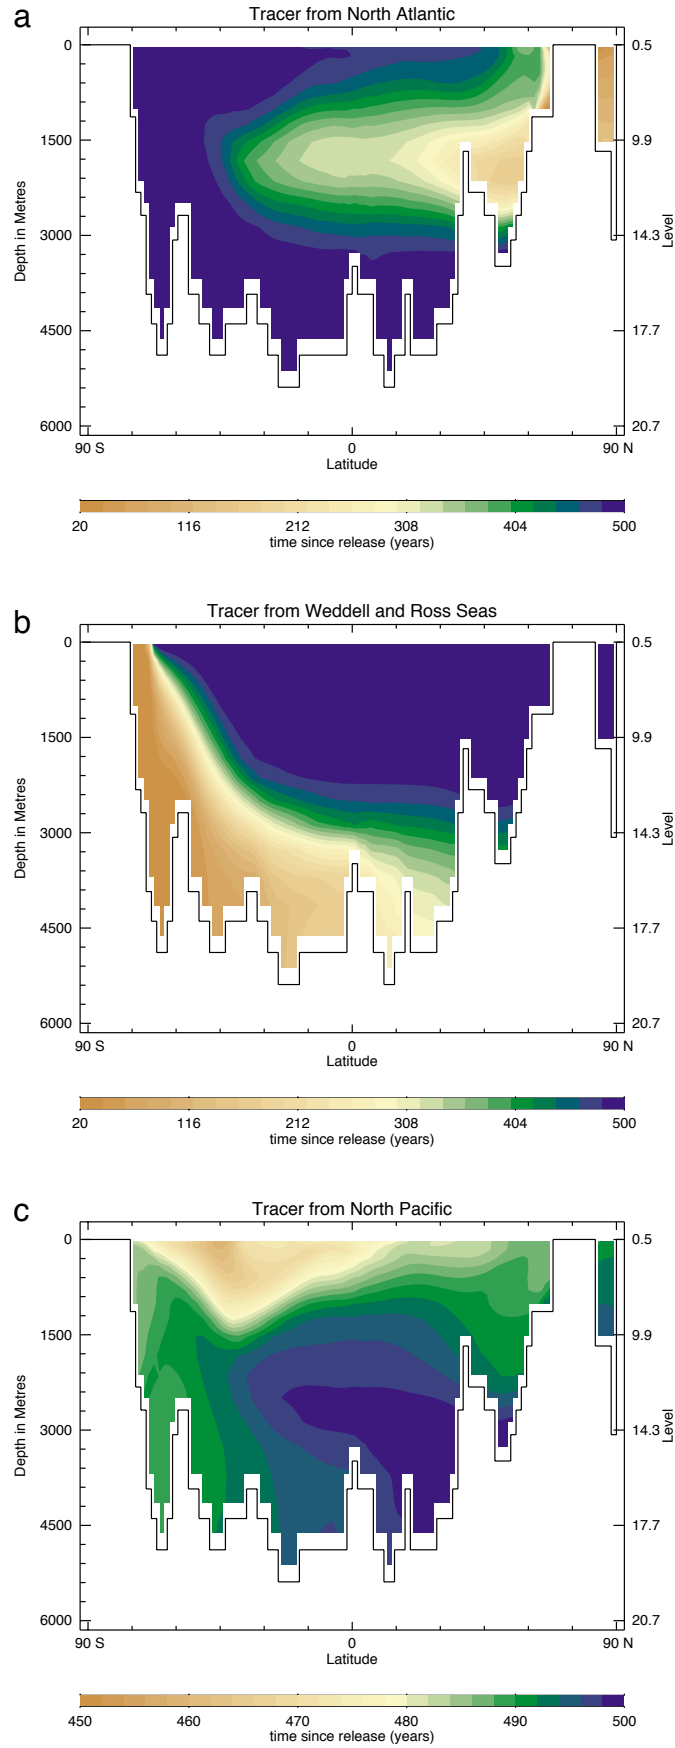 a
Tracer from North Atlantic
0
1500
3000
4500
6000
Depth in Metres
0.5
9.9
14.3
17.7
20.7
Level
90 S
0
90 N
Latitude
20
116
212
308
404
500
time since release (years)
b
Tracer from Weddell and Ross Seas
0
1500
3000
4500
6000
Depth in Metres
0.5
9.9
14.3
17.7
20.7
Level
90 S
0
90 N
Latitude
20
116
212
308
404
500
time since release (years)
c
Tracer from North Pacific
0
1500
3000
4500
6000
Depth in Metres
0.5
9.9
14.3
17.7
20.7
Level
90 S
0
90 N
Latitude
450
460
470
480
490
500
time since release (years)